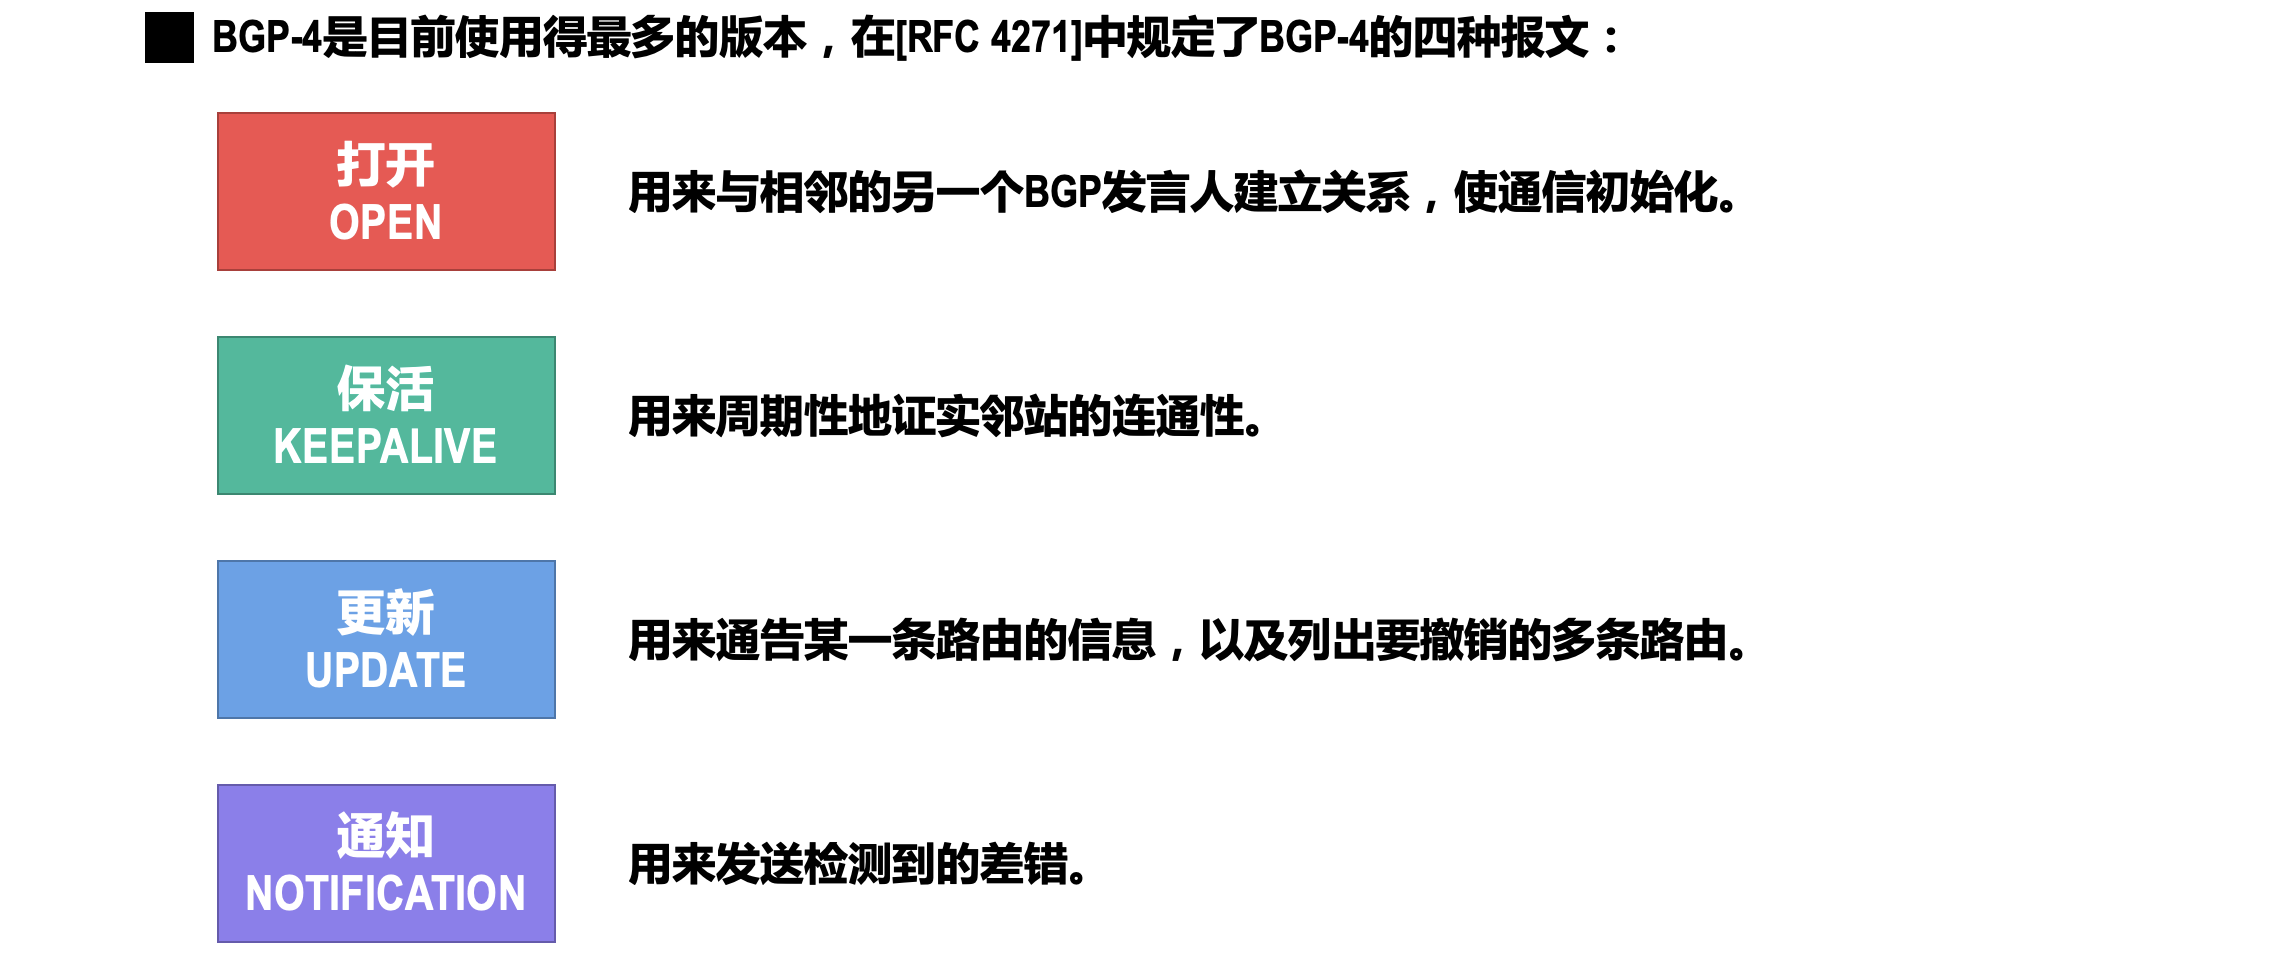 BGP-4是目前使用得最多的版本，在[RFC 4271]中规定了BGP-4的四种报文：
打开
OPEN
用来与相邻的另一个BGP发言人建立关系，使通信初始化。
保活
KEEPALIVE
用来周期性地证实邻站的连通性。
更新
UPDATE
用来通告某一条路由的信息，以及列出要撤销的多条路由。
通知
NOTIFICATION
用来发送检测到的差错。